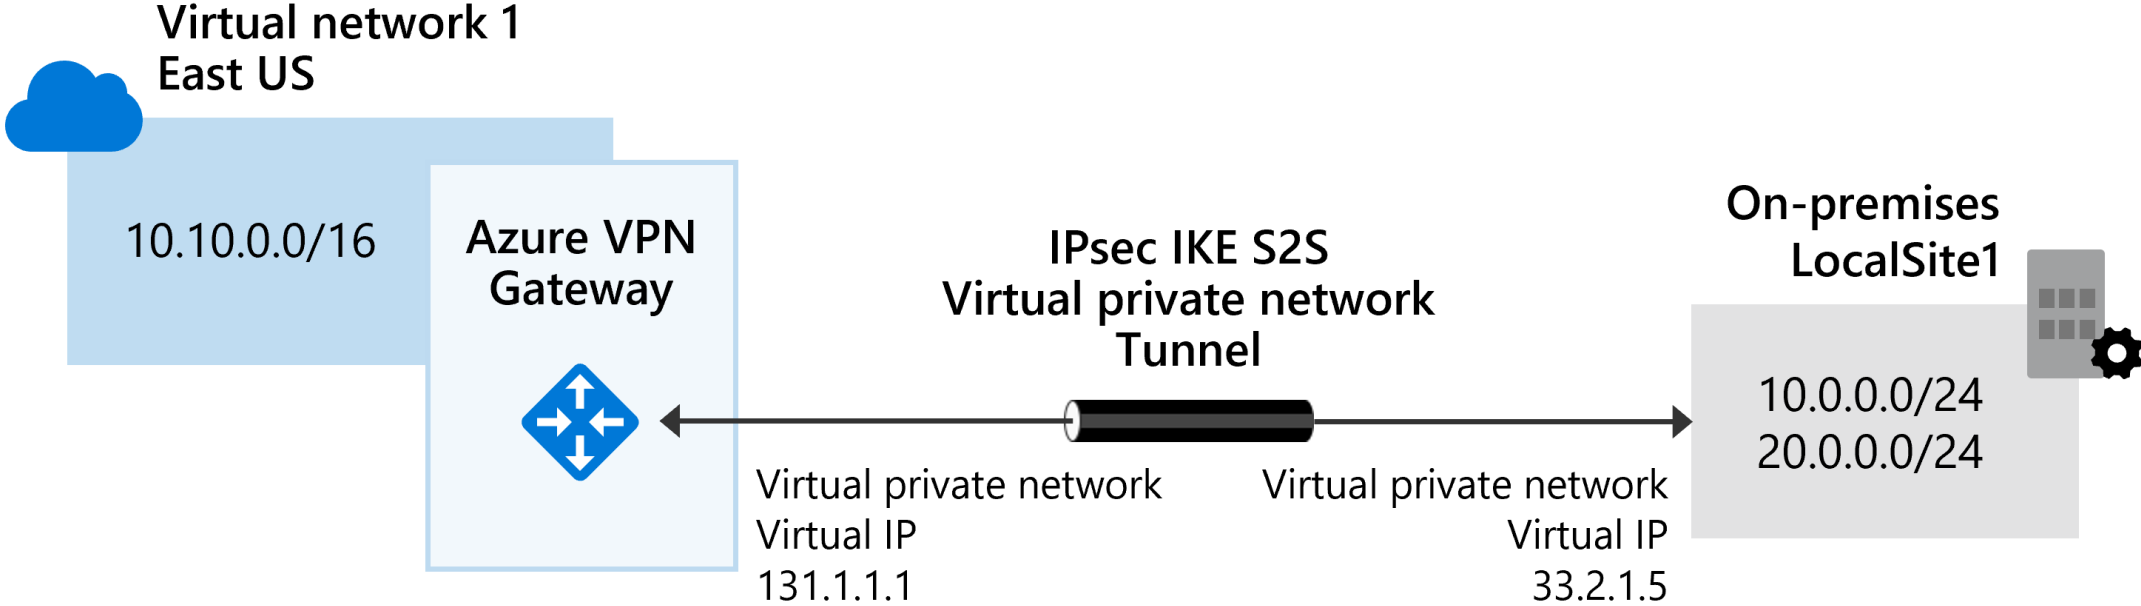 Virtual network 1
East US
10.10.0.0/16
Azure VPN
Gateway
IPsec IKE S2S
Virtual private network
Tunnel
Virtual private network
Virtual IP
131.1.1.1
Virtual private network
Virtual IP
33.2.1.5
On-premises
LocalSite1
10.0.0.0/24
20.0.0.0/24